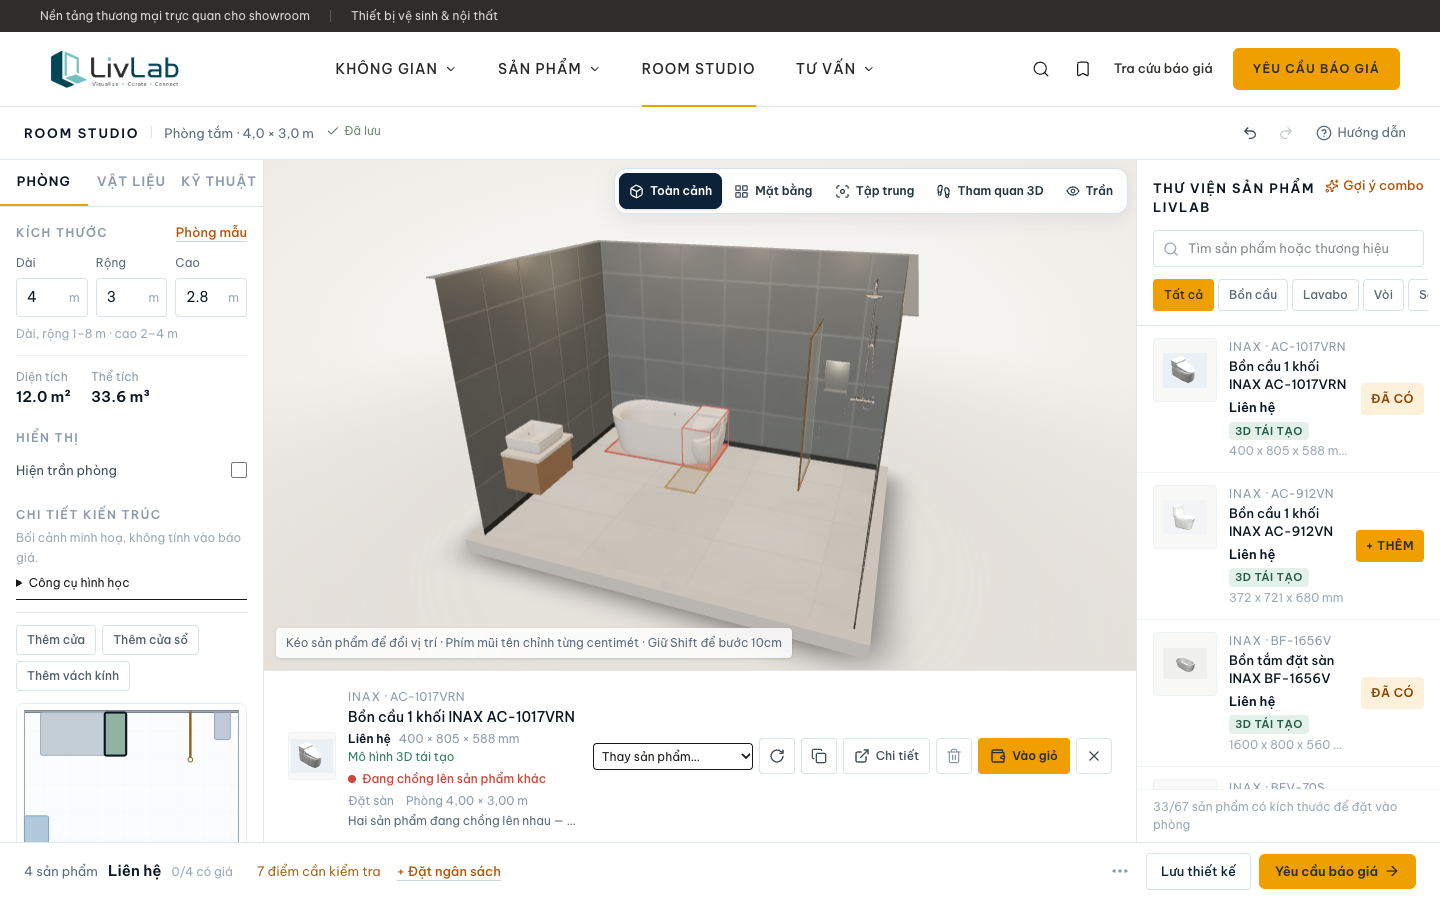 Nền tảng thương mại trực quan cho showroom
Thiết bị vệ sinh & nội thất
LivLab
Visualize • Curate • Connect
KHÔNG GIAN
SẢN PHẨM
ROOM STUDIO
TƯ VẤN
Tra cứu báo giá
YÊU CẦU BÁO GIÁ
ROOM STUDIO
Phòng tắm · 4,0 × 3,0 m
Đã lưu
Hướng dẫn
PHÒNG
VẬT LIỆU
KỸ THUẬT
KÍCH THƯỚC
Phòng mẫu
Dài
Rộng
Cao
4 m
3 m
2.8 m
Dài, rộng 1–8 m · cao 2–4 m
Diện tích
Thể tích
12.0 m²
33.6 m³
HIỂN THỊ
Hiện trần phòng
CHI TIẾT KIẾN TRÚC
Bối cảnh minh hoạ, không tính vào báo
giá.
Công cụ hình học
Thêm cửa
Thêm cửa sổ
Thêm vách kính
Toàn cảnh
Mặt bằng
Tập trung
Tham quan 3D
Trần
Kéo sản phẩm để đổi vị trí · Phím mũi tên chỉnh từng centimét · Giữ Shift để bước 10cm
INAX · AC-1017VRN
Bồn cầu 1 khối INAX AC-1017VRN
Liên hệ 400 × 805 × 588 mm
Mô hình 3D tái tạo
Đang chồng lên sản phẩm khác
Đặt sàn Phòng 4,00 × 3,00 m
Hai sản phẩm đang chồng lên nhau — ...
Thay sản phẩm...
Chi tiết
Vào giỏ
THƯ VIỆN SẢN PHẨM
LIVLAB
Gợi ý combo
Tìm sản phẩm hoặc thương hiệu
Tất cả
Bồn cầu
Lavabo
Vòi
INAX · AC-1017VRN
Bồn cầu 1 khối
INAX AC-1017VRN
Liên hệ
3D TÁI TẠO
400 x 805 x 588 m...
ĐÃ CÓ
INAX · AC-912VN
Bồn cầu 1 khối
INAX AC-912VN
Liên hệ
3D TÁI TẠO
372 x 721 x 680 mm
+ THÊM
INAX · BF-1656V
Bồn tắm đặt sàn
INAX BF-1656V
Liên hệ
3D TÁI TẠO
1600 x 800 x 560 ...
ĐÃ CÓ
INAX · BFV-70S
33/67 sản phẩm có kích thước để đặt vào
phòng
4 sản phẩm
Liên hệ
0/4 có giá
7 điểm cần kiểm tra
+ Đặt ngân sách
Lưu thiết kế
Yêu cầu báo giá